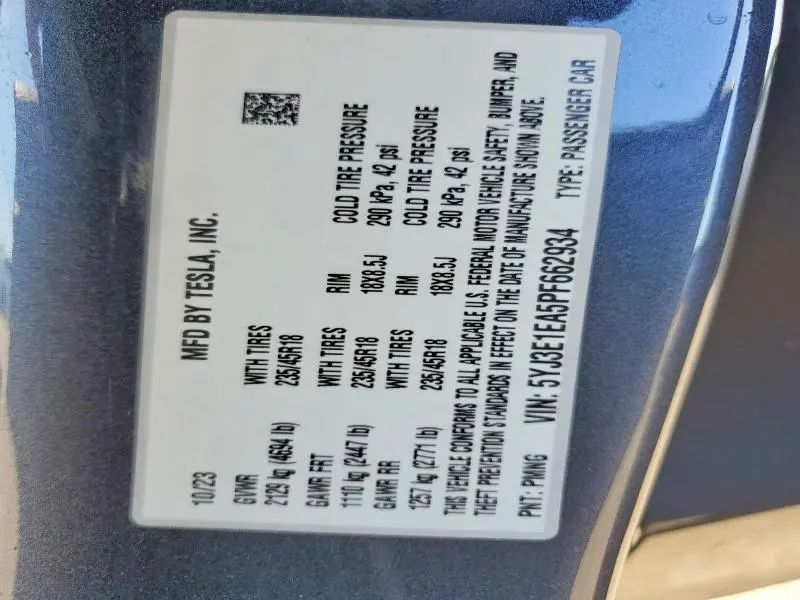 10/23 MFD BY TESLA, INC.
GVWR WITH TIRES
2129 kg (4694 lb) 235/45R18
GAWR FRT WITH TIRES RIM COLD TIRE PRESSURE
1110 kg (2447 lb) 235/45R18 18X8.5J 290 kPa, 42 psi
GAWR RR WITH TIRES RIM COLD TIRE PRESSURE
1257 kg (2771 lb) 235/45R18 18X8.5J 290 kPa, 42 psi
THIS VEHICLE CONFORMS TO ALL APPLICABLE U.S. FEDERAL MOTOR VEHICLE SAFETY, BUMPER, AND
THEFT PREVENTION STANDARDS IN EFFECT ON THE DATE OF MANUFACTURE SHOWN ABOVE.
PNT: PMNG VIN: 5YJ3E1EA5PF662934 TYPE: PASSENGER CAR